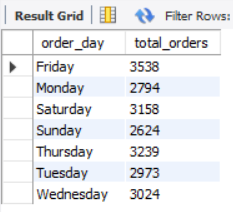 Result Grid Filter Rows:
order_day total_orders
Friday 3538
Monday 2794
Saturday 3158
Sunday 2624
Thursday 3239
Tuesday 2973
Wednesday 3024